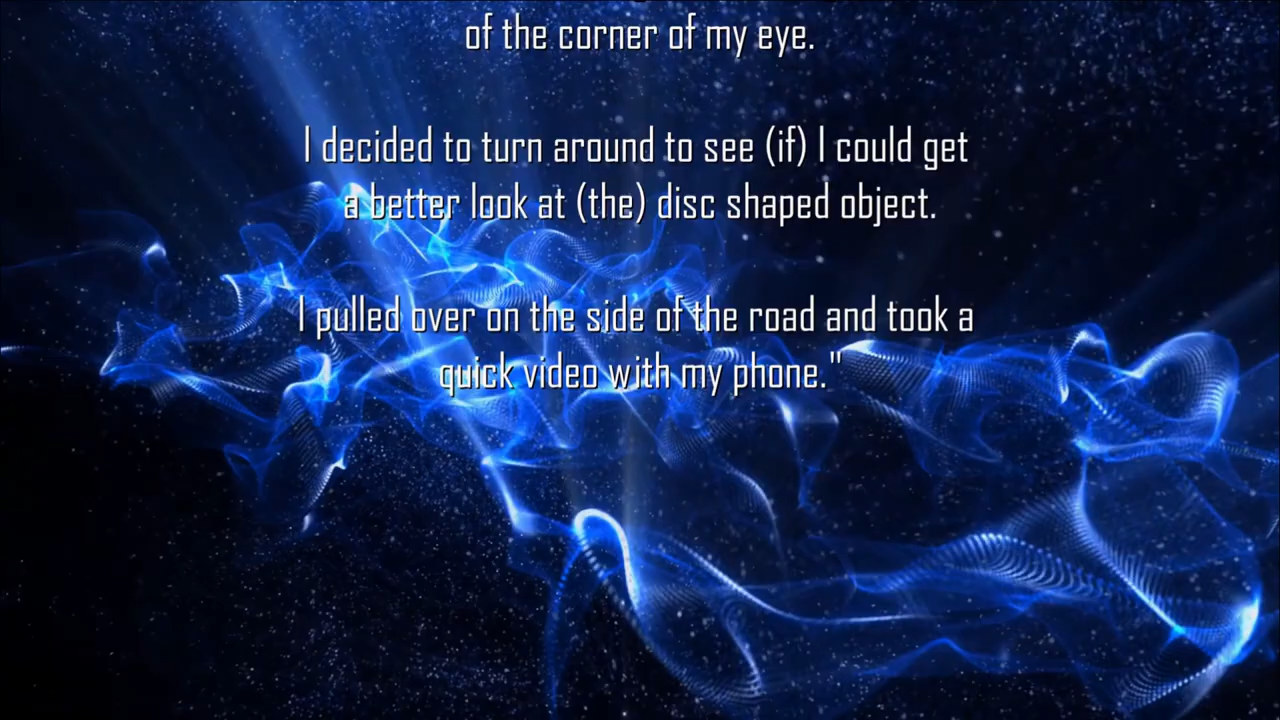 of the corner of my eye.
I decided to turn around to see (if) I could get
a better look at (the) disc shaped object.
I pulled over on the side of the road and took a
quick video with my phone."